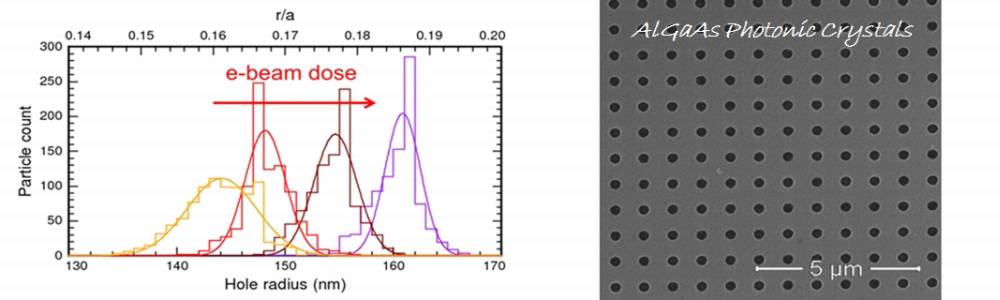 r/a
0.14 0.15 0.16 0.17 0.18 0.19 0.20
300
250
200
150
100
50
0
Particle count
e-beam dose
130 140 150 160 170
Hole radius (nm)
AlGaAs Photonic Crystals
5 µm